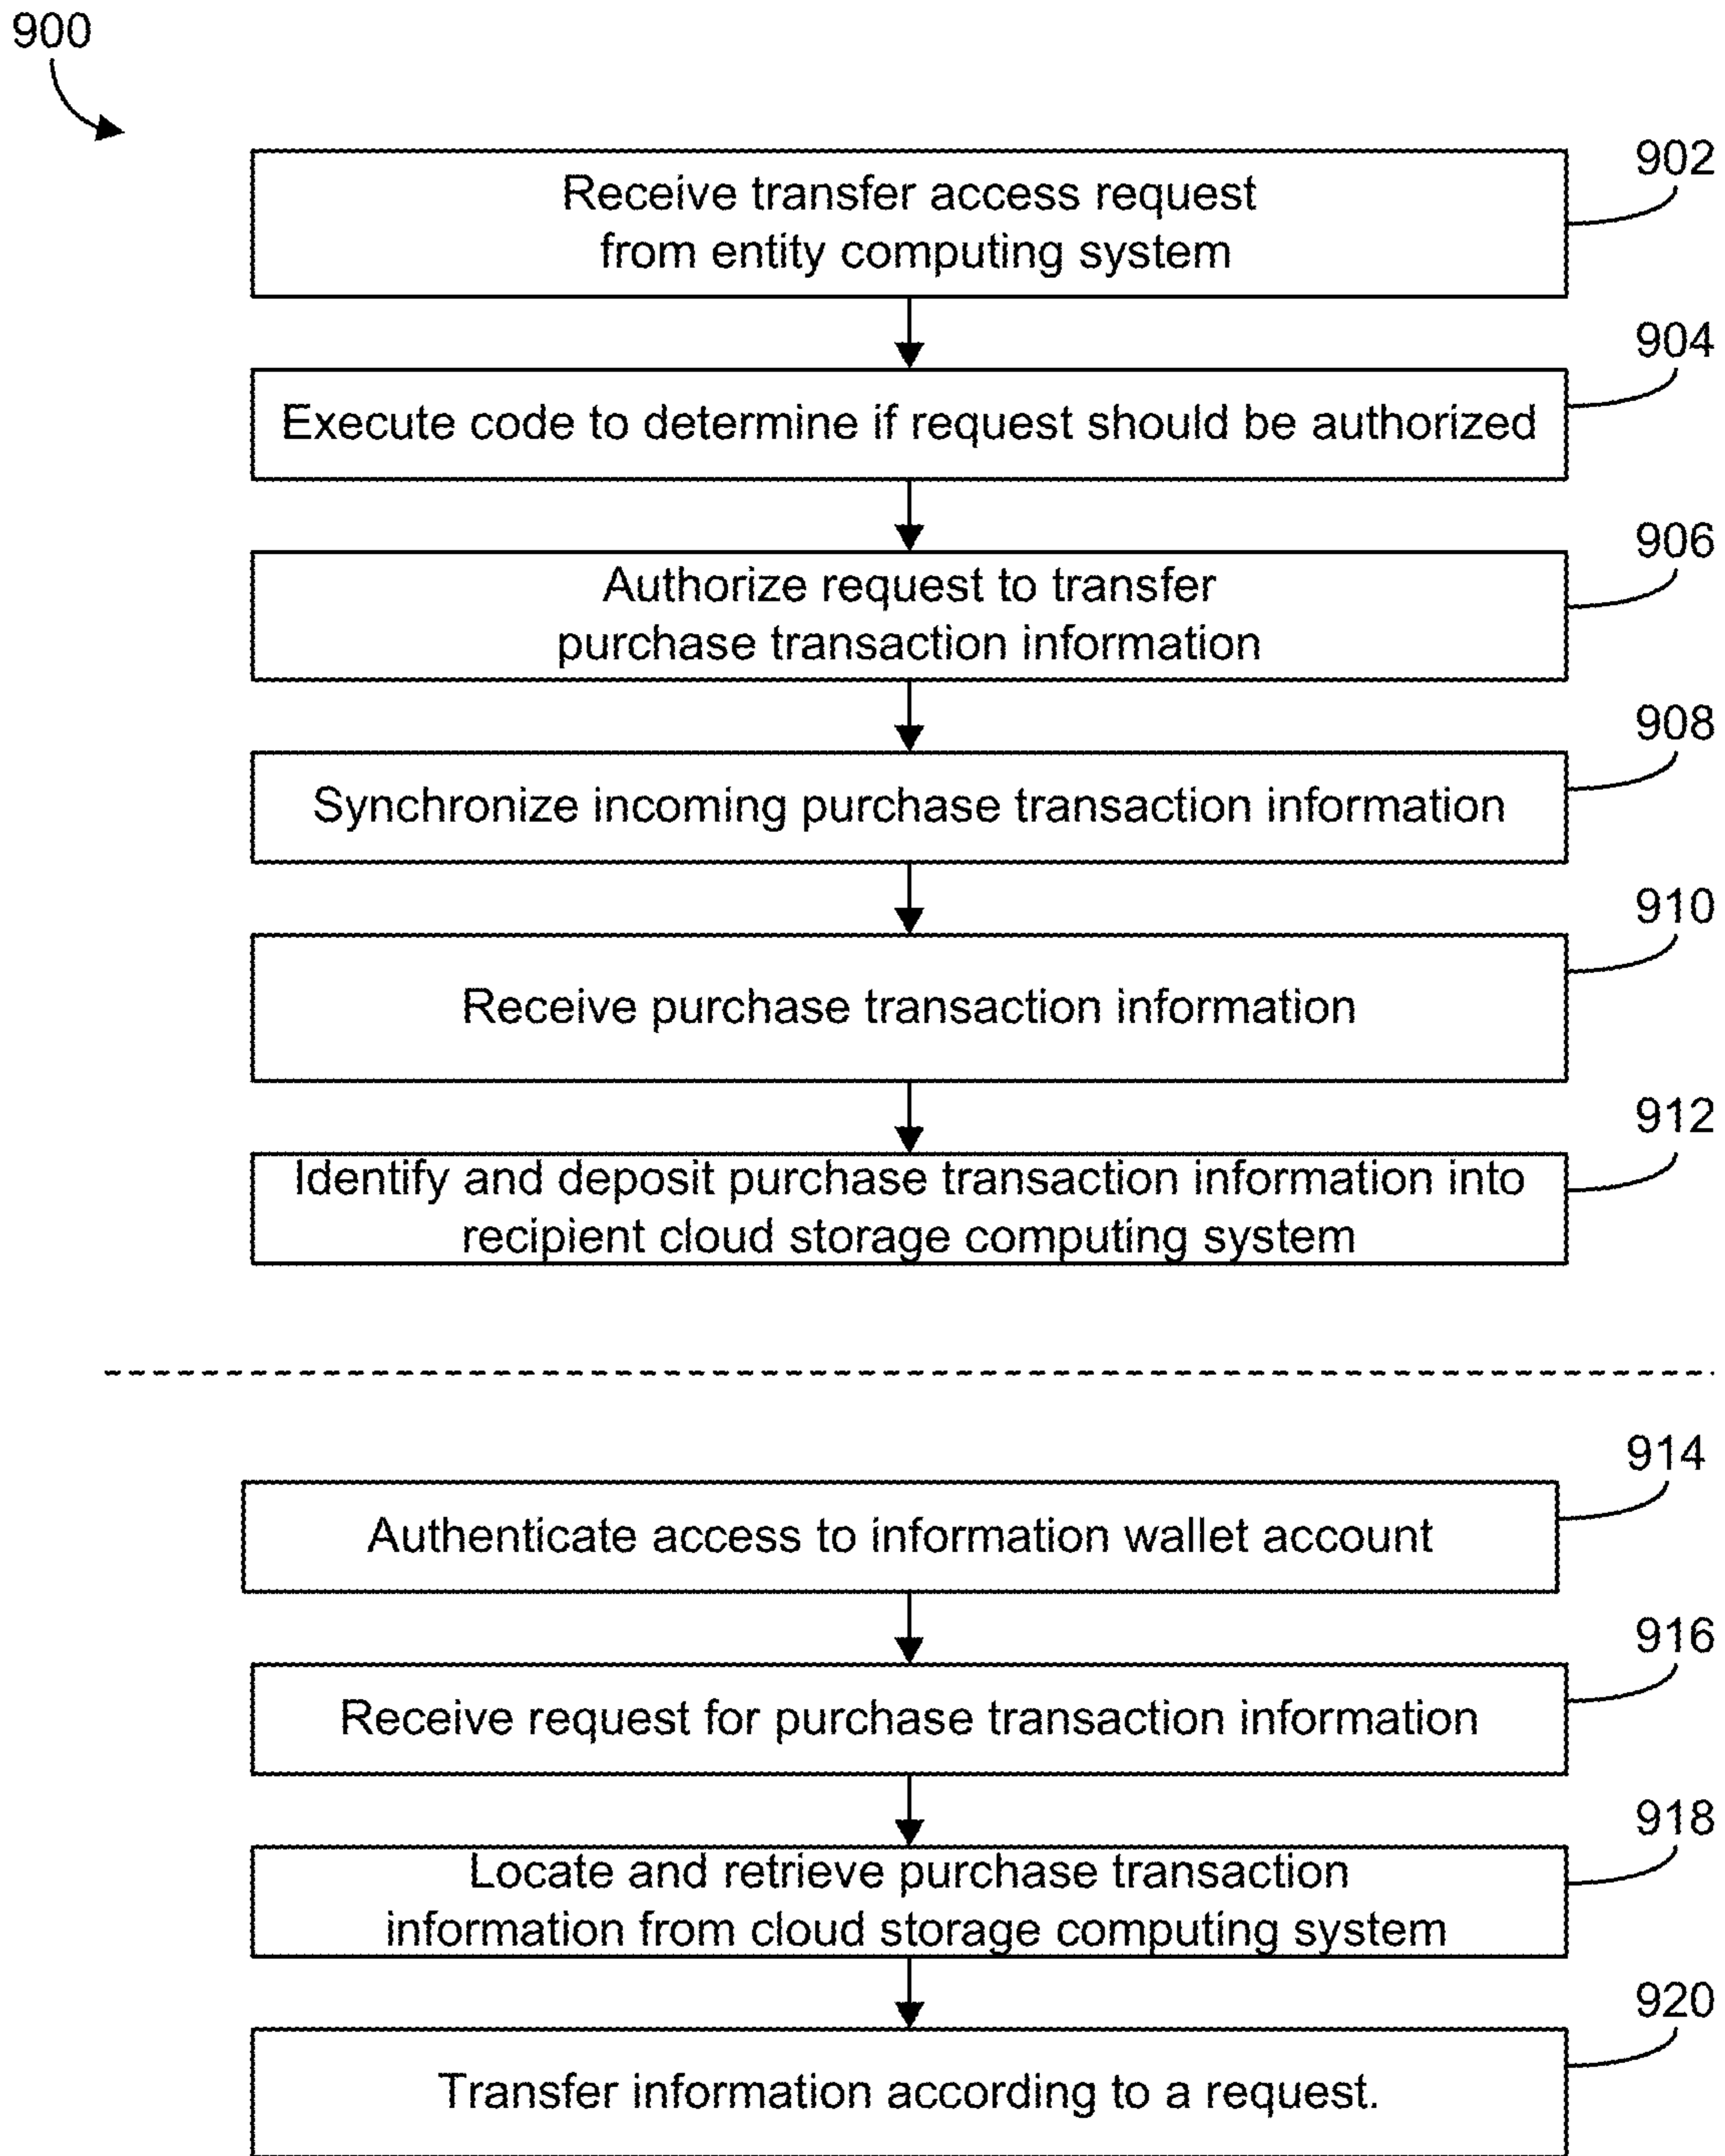 900
902
Receive transfer access request
from entity computing system
904
Execute code to determine if request should be authorized
906
Authorize request to transfer
purchase transaction information
908
Synchronize incoming purchase transaction information
910
Receive purchase transaction information
912
Identify and deposit purchase transaction information into
recipient cloud storage computing system
914
Authenticate access to information wallet account
916
Receive request for purchase transaction information
918
Locate and retrieve purchase transaction
information from cloud storage computing system
920
Transfer information according to a request.